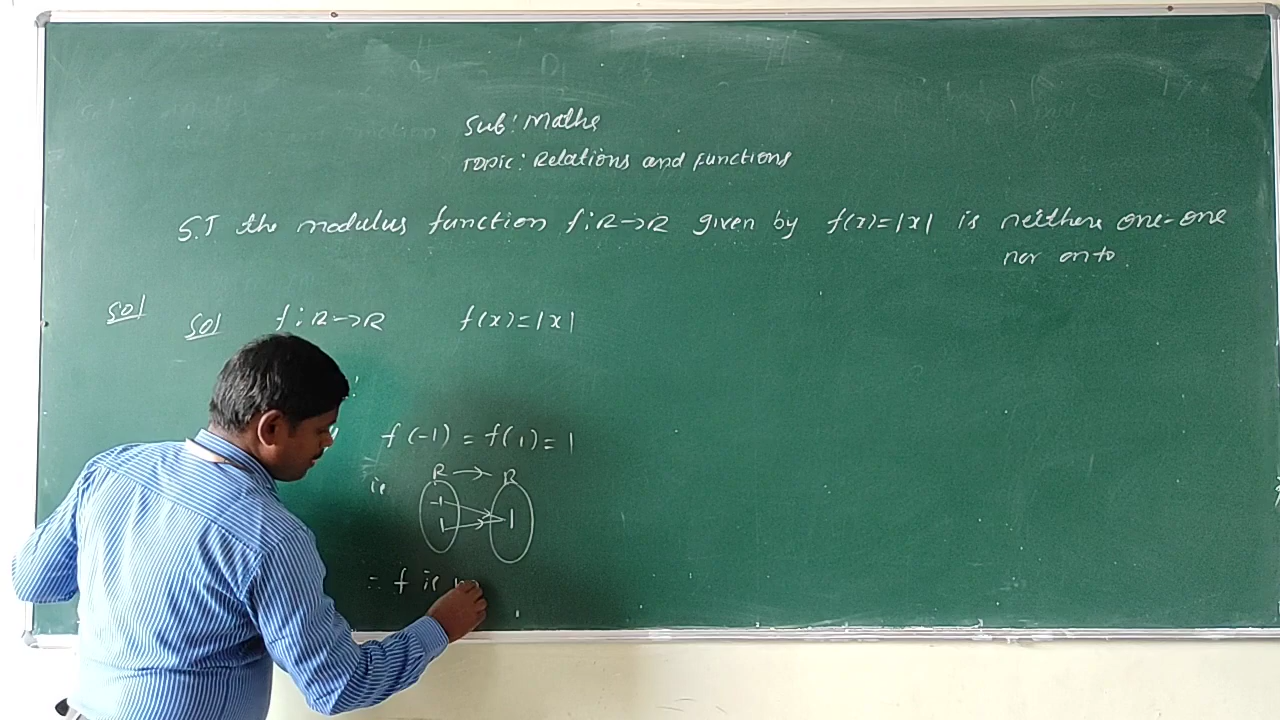 Sub: Maths
Topic: Relations and Functions
S.T the modulus function f:R→R given by f(x)=|x| is neithere one-one
nor onto.
Sol
Sol f:R→R f(x)=|x|
f(-1) = f(1) = 1
R → R
ie
-1
1 1
= f is